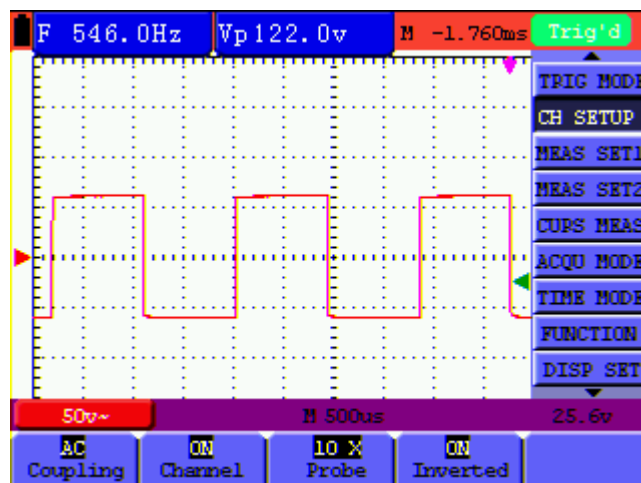 F 546.0Hz Vp122.0v M -1.760ms Trig'd
TRIG MODE
CH SETUP
MEAS SET1
MEAS SET2
CURS MEAS
ACQU MODE
TIME MODE
FUNCTION
DISP SET
50v~ M 500us 25.6v
AC ON 10 X ON
Coupling Channel Probe Inverted